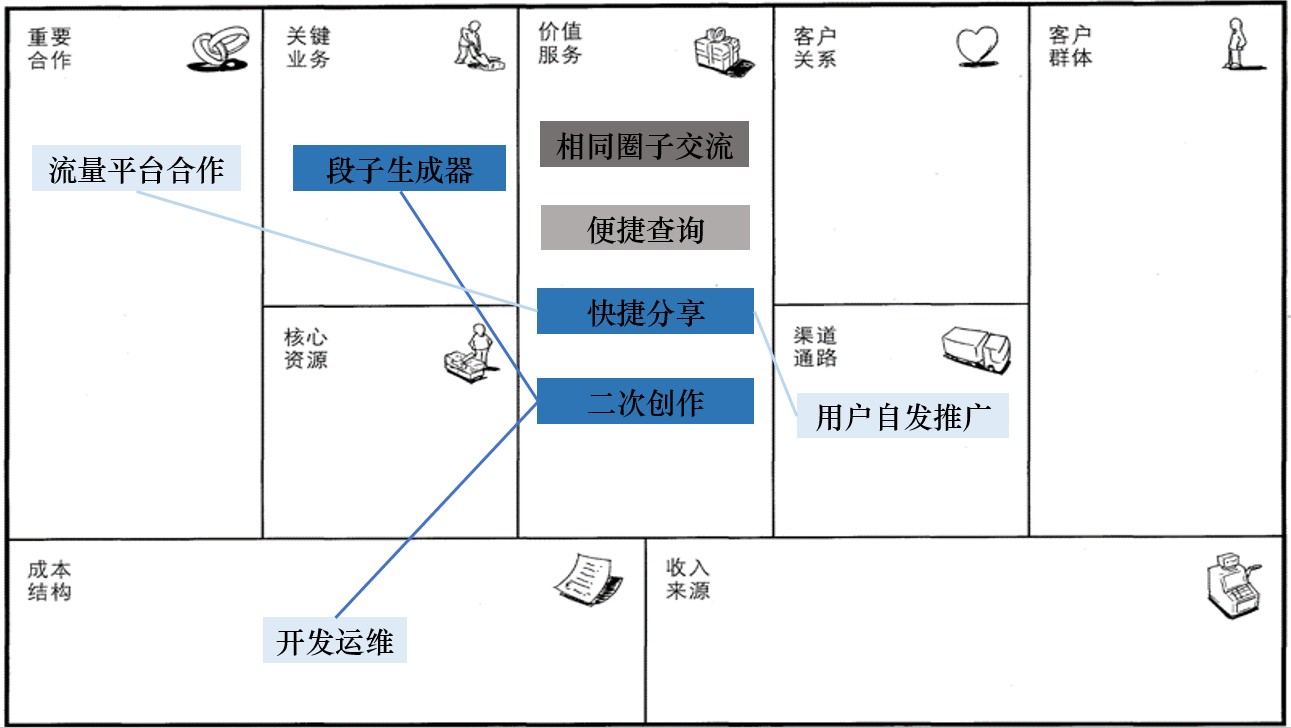 重要
合作
关键
业务
价值
服务
客户
关系
客户
群体
流量平台合作
段子生成器
相同圈子交流
便捷查询
快捷分享
二次创作
核心
资源
渠道
通路
用户自发推广
成本
结构
收入
来源
开发运维